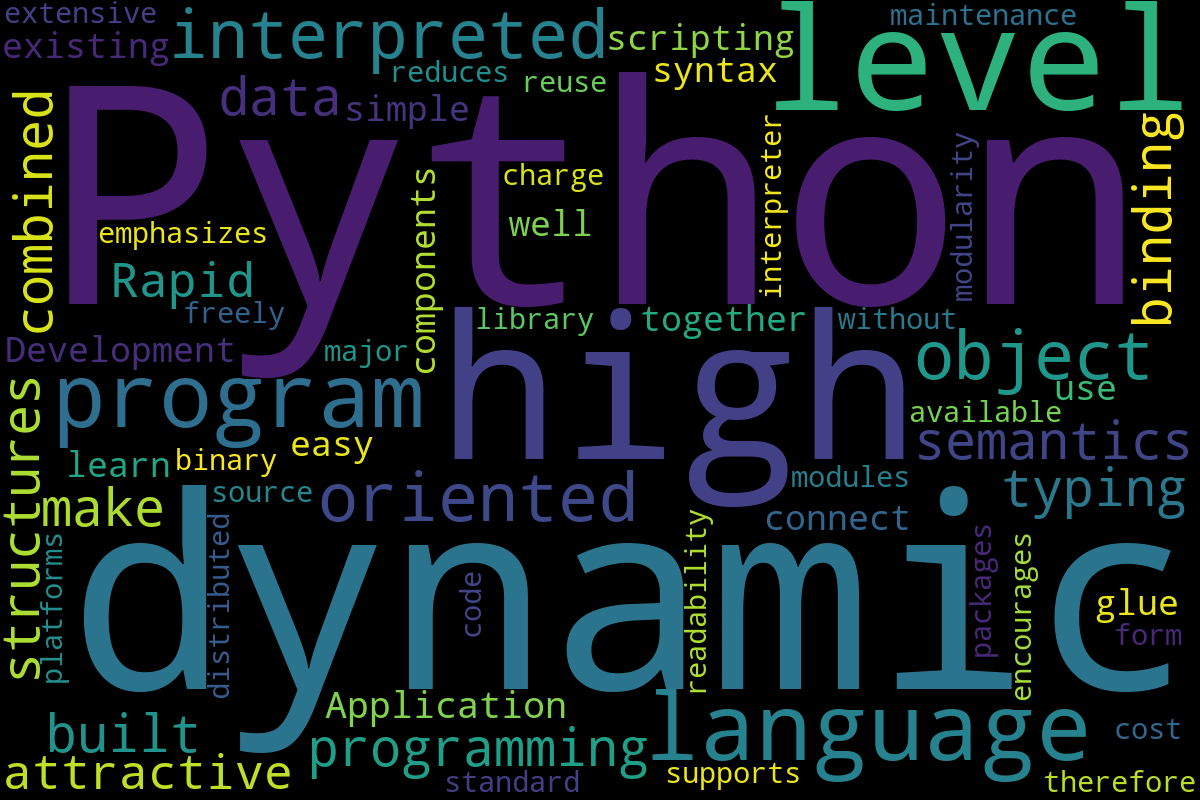 extensive
existing
interpreted
scripting
maintenance
level
reduces
reuse
syntax
data
simple
Python
combined
charge
well
components
interpreter
modularity
binding
emphasizes
Rapid
freely
library
together
without
Development
major
high
object
use
program
available
easy
semantics
learn
binary
structures
make
source
oriented
modules
typing
connect
dynamic
platforms
distributed
code
readability
packages
encourages
glue
form
Application
language
built
programming
cost
attractive
standard
supports
therefore